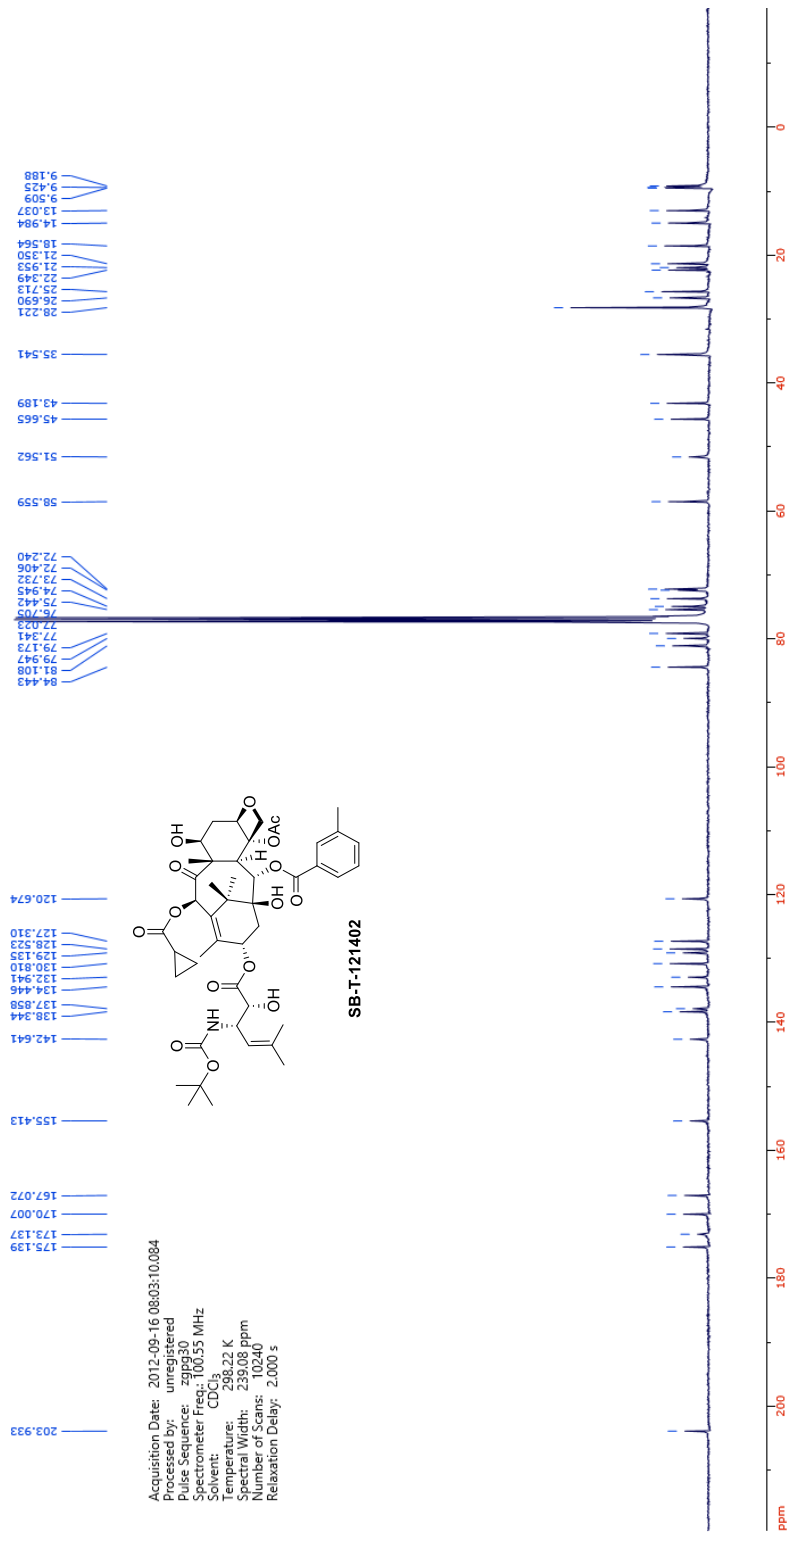 9.188
9.425
9.509
13.037
14.984
18.564
21.350
21.953
22.349
25.713
26.690
28.221
35.541
43.189
45.665
51.562
58.559
72.240
72.406
73.732
74.945
75.442
76.705
77.023
77.341
79.173
79.947
81.108
84.443
120.674
127.310
128.523
129.135
130.810
132.941
134.446
137.858
138.344
142.641
155.413
167.072
170.007
173.137
175.139
203.933
O
O
O
OH
O
H
OAc
O
O
OH
O
O
OH
NH
O
O
SB-T-121402
Acquisition Date: 2012-09-16 08:03:10.084
Processed by: unregistered
Pulse Sequence: zgpg30
Spectrometer Freq.: 100.55 MHz
Solvent: CDCl₃
Temperature: 298.22 K
Spectral Width: 239.08 ppm
Number of Scans: 10240
Relaxation Delay: 2.000 s
0
20
40
60
80
100
120
140
160
180
200
ppm